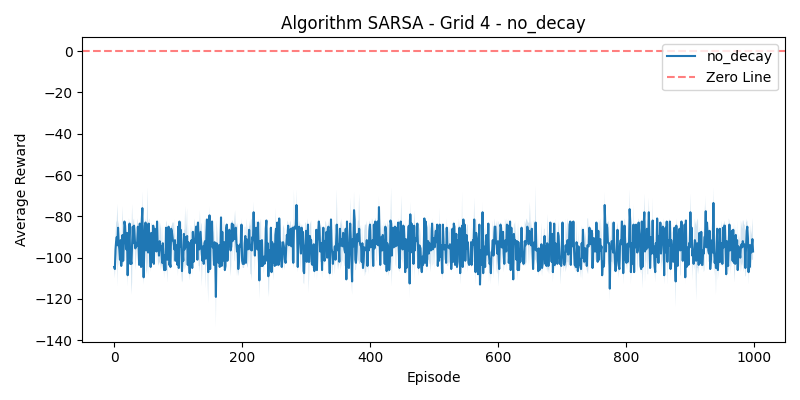 Algorithm SARSA - Grid 4 - no_decay
0
−20
−40
−60
−80
−100
−120
−140
Average Reward
no_decay
Zero Line
0
200
400
600
800
1000
Episode